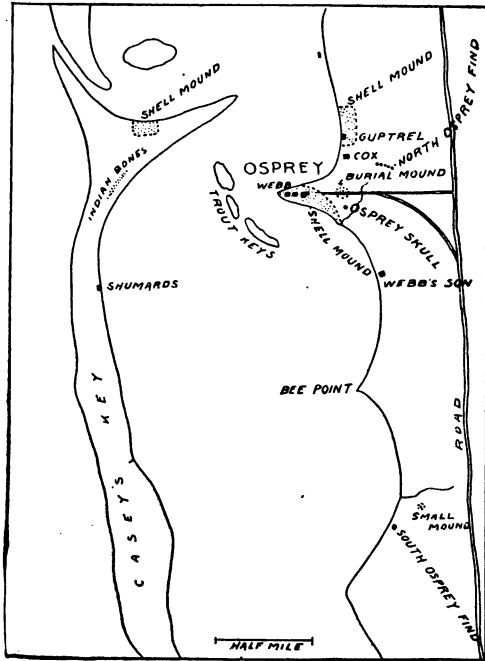 SHELL MOUND
SHELL MOUND
NORTH OSPREY FIND
GUPTREL
COX
INDIAN BONES
OSPREY
BURIAL MOUND
WEBB
TROUT KEYS
SHELL MOUND
OSPREY SKULL
WEBB'S SON
SHUMARDS
BEE POINT
ROAD
CASEY'S KEY
SMALL
MOUND
SOUTH OSPREY FIND
HALF MILE